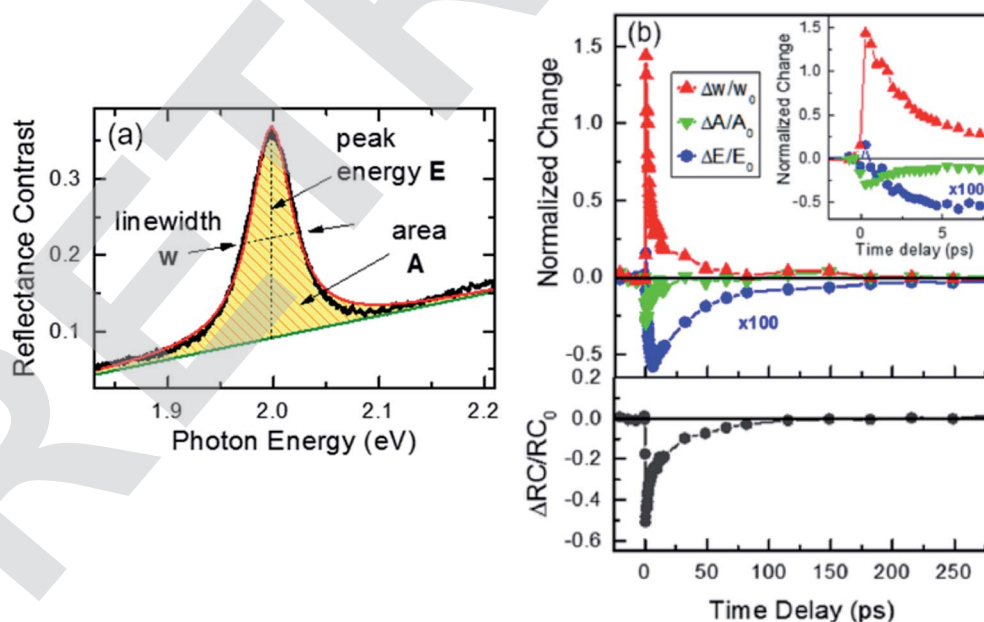 (a)
peak
energy E
linewidth
w
area
A
Reflectance Contrast
0.3
0.2
0.1
1.9 2.0 2.1 2.2
Photon Energy (eV)
(b)
Normalized Change
1.5
1.0
0.5
0.0
-0.5
Δw/w0
ΔA/A0
ΔE/E0
x100
Normalized Change
1.5
1.0
0.5
0.0
-0.5
x100
0 5
Time delay (ps)
ΔRC/RC0
0.2
0.0
-0.2
-0.4
-0.6
0 50 100 150 200 250
Time Delay (ps)